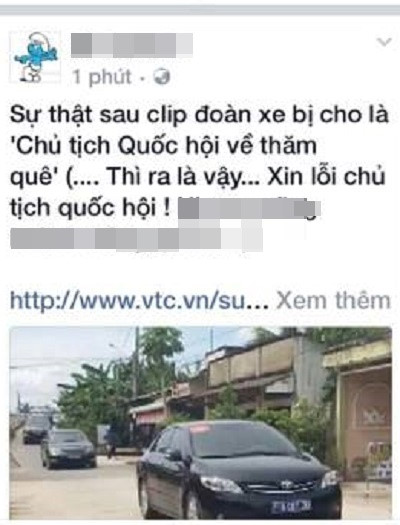 1 phút ·
Sự thật sau clip đoàn xe bị cho là
'Chủ tịch Quốc hội về thăm
quê' (.... Thì ra là vậy... Xin lỗi chủ
tịch quốc hội !
http://www.vtc.vn/su... Xem thêm